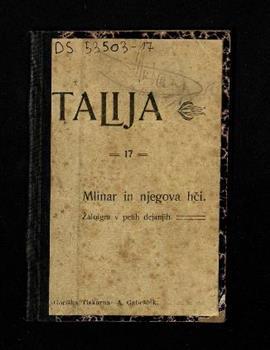 DS 53503-17
TALIJA
= 17 =
Mlinar in njegova hči.
Žaloigra v petih dejanjih.
Goriška Tiskarna A. Gabršček.